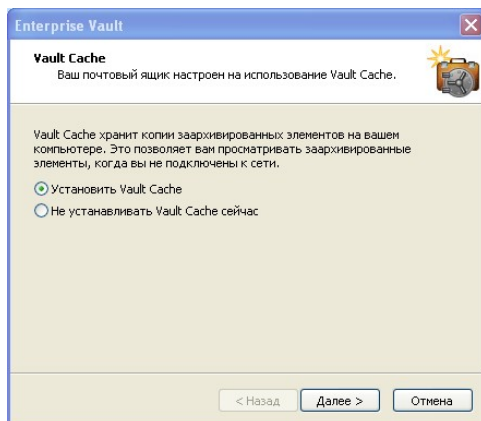 Enterprise Vault
Vault Cache
Ваш почтовый ящик настроен на использование Vault Cache.
Vault Cache хранит копии заархивированных элементов на вашем
компьютере. Это позволяет вам просматривать заархивированные
элементы, когда вы не подключены к сети.
Установить Vault Cache
Не устанавливать Vault Cache сейчас
< Назад Далее > Отмена